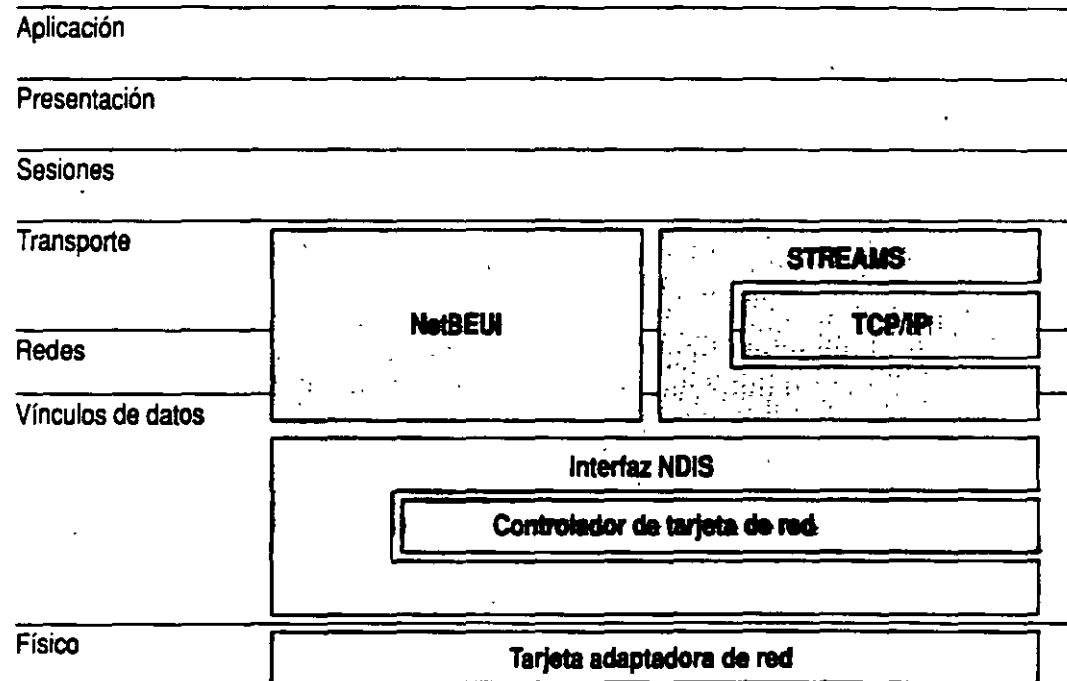 Aplicación
Presentación
Sesiones
Transporte
STREAMS
NetBEUI
TCP/IP
Redes
Vínculos de datos
Interfaz NDIS
Controlador de tarjeta de red
Físico
Tarjeta adaptadora de red